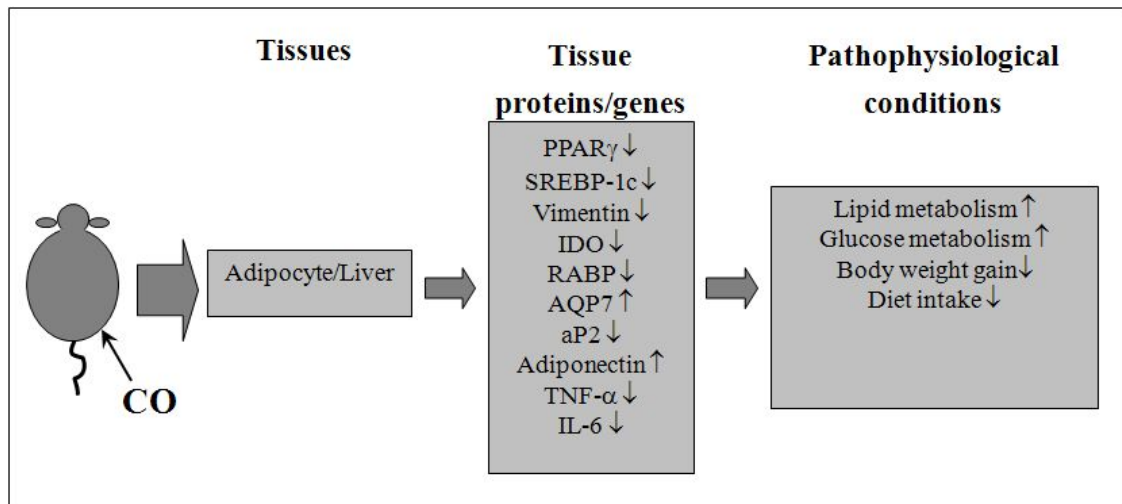 Tissues
Tissue
proteins/genes
Pathophysiological
conditions
CO
Adipocyte/Liver
PPARγ↓
SREBP-1c↓
Vimentin↓
IDO↓
RABP↓
AQP7↑
aP2↓
Adiponectin↑
TNF-α↓
IL-6↓
Lipid metabolism↑
Glucose metabolism↑
Body weight gain↓
Diet intake↓